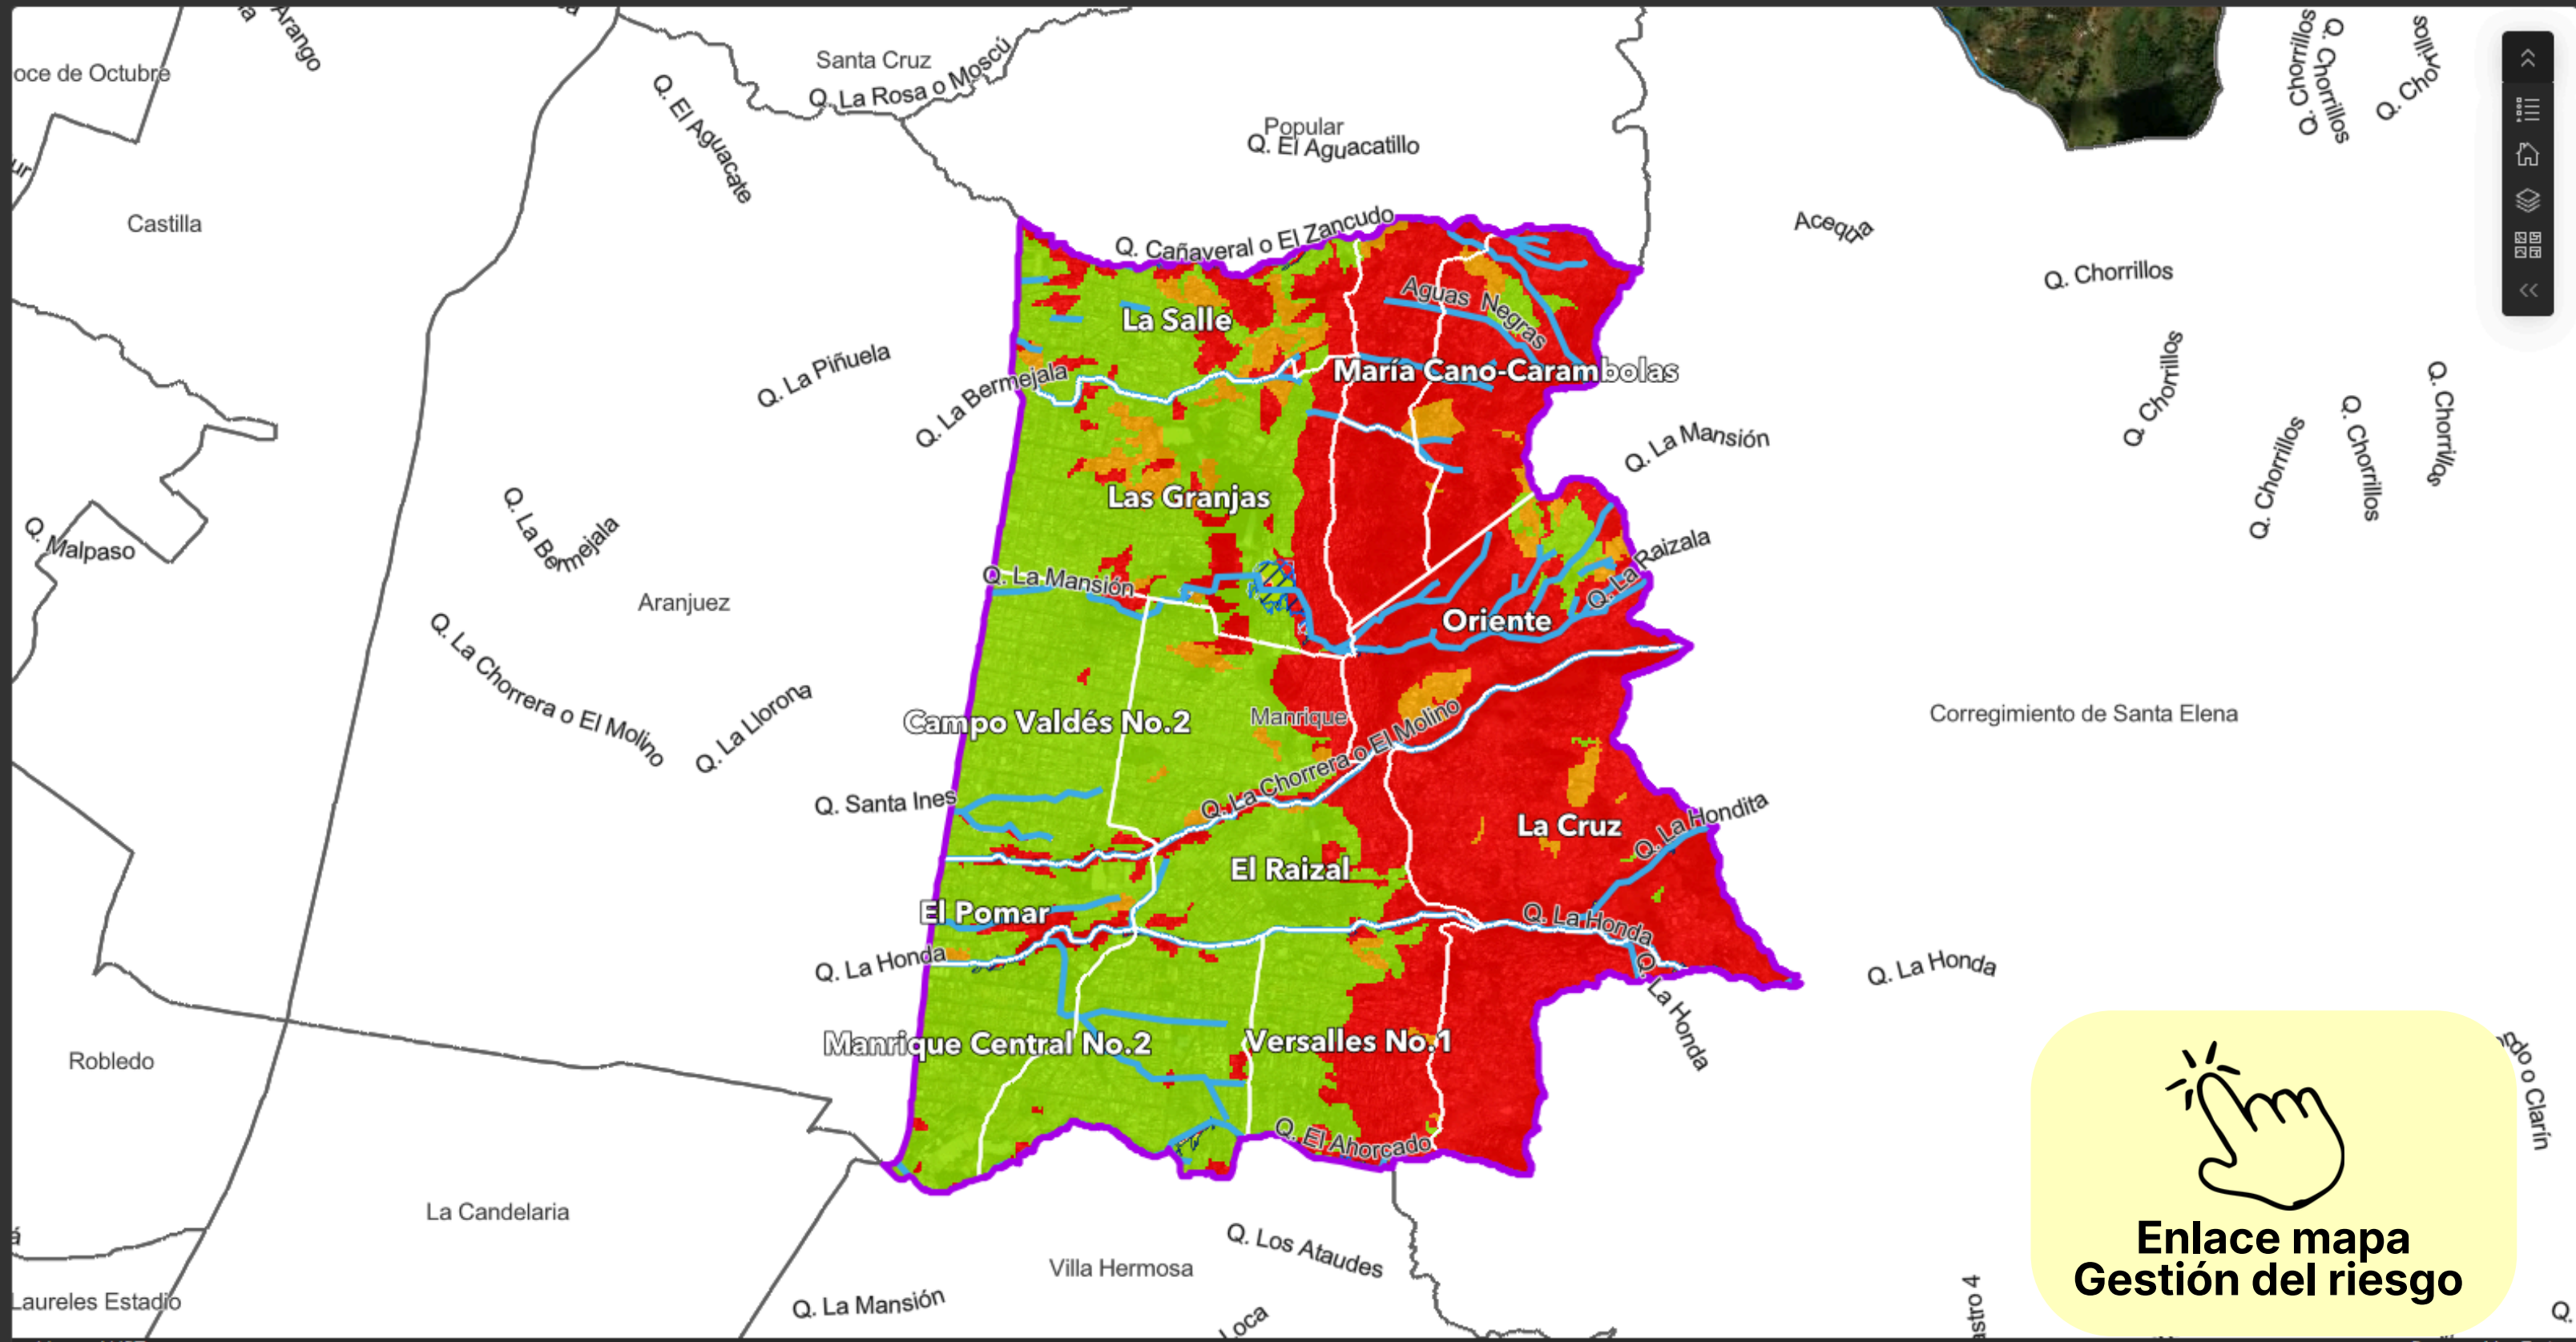 Arango
Santa Cruz
Q. La Rosa o Moscú
Q. El Aguacate
Popular
Q. El Aguacatillo
Q. Chorrillos
Q. Chorrillos
oce de Octubre
Castilla
Q. Cañaveral o El Zancudo
Acequia
Q. Chorrillos
Aguas Negras
La Salle
María Cano-Carambolas
Q. La Piñuela
Q. La Bermejala
Q. Chorrillos
Q. Chorrillos
Q. Chorrillos
Q. Chorrillos
Q. La Mansión
Las Granjas
Q. Malpaso
Q. La Bermejala
Aranjuez
Q. La Mansión
Q. La Raizala
Oriente
Q. La Chorrera o El Molino
Q. La Llorona
Campo Valdés No.2
Manrique
Corregimiento de Santa Elena
Q. La Chorrera o El Molino
Q. Santa Ines
La Cruz
Q. La Hondita
El Raizal
El Pomar
Q. La Honda
Q. La Honda
Q. La Honda
Q. La Honda
Manrique Central No.2
Versalles No.1
Robledo
Q. El Ahorcado
La Candelaria
Villa Hermosa
Q. Los Ataudes
Q. La Mansión
Laureles Estadio
Loca
astro 4
do o Clarín
Enlace mapa
Gestión del riesgo